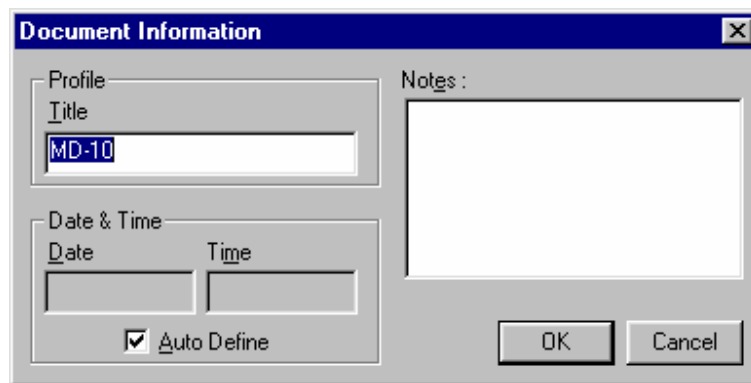 Document Information
Profile
Title
MD-10
Notes :
Date & Time
Date
Time
Auto Define
OK
Cancel